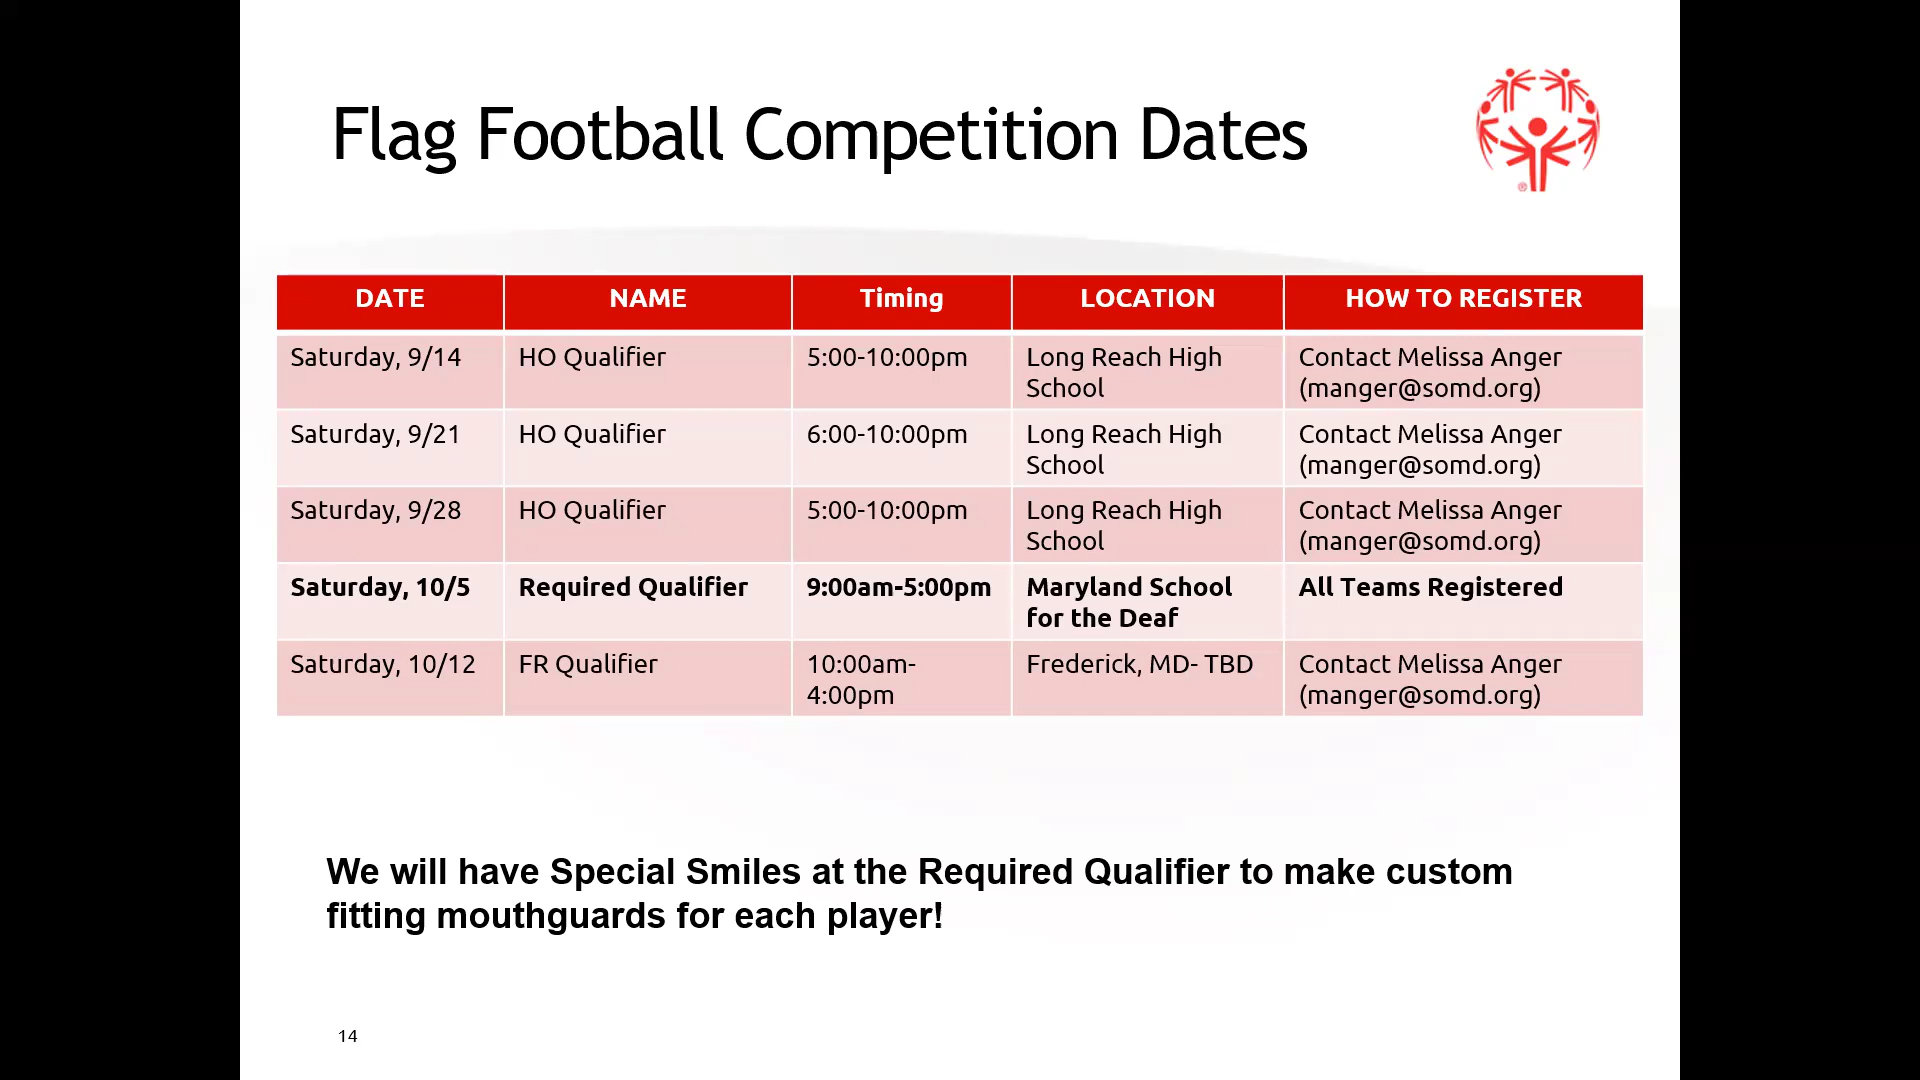 Flag Football Competition Dates
®
DATE NAME Timing LOCATION HOW TO REGISTER
Saturday, 9/14 HO Qualifier 5:00-10:00pm Long Reach High Contact Melissa Anger
School (manger@somd.org)
Saturday, 9/21 HO Qualifier 6:00-10:00pm Long Reach High Contact Melissa Anger
School (manger@somd.org)
Saturday, 9/28 HO Qualifier 5:00-10:00pm Long Reach High Contact Melissa Anger
School (manger@somd.org)
Saturday, 10/5 Required Qualifier 9:00am-5:00pm Maryland School All Teams Registered
for the Deaf
Saturday, 10/12 FR Qualifier 10:00am- Frederick, MD- TBD Contact Melissa Anger
4:00pm (manger@somd.org)
We will have Special Smiles at the Required Qualifier to make custom
fitting mouthguards for each player!
14